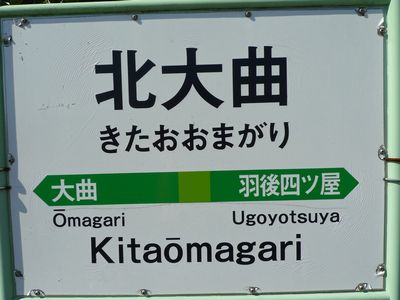 北大曲
きたおおまがり
大曲 羽後四ツ屋
Ōmagari Ugoyotsuya
Kitaōmagari